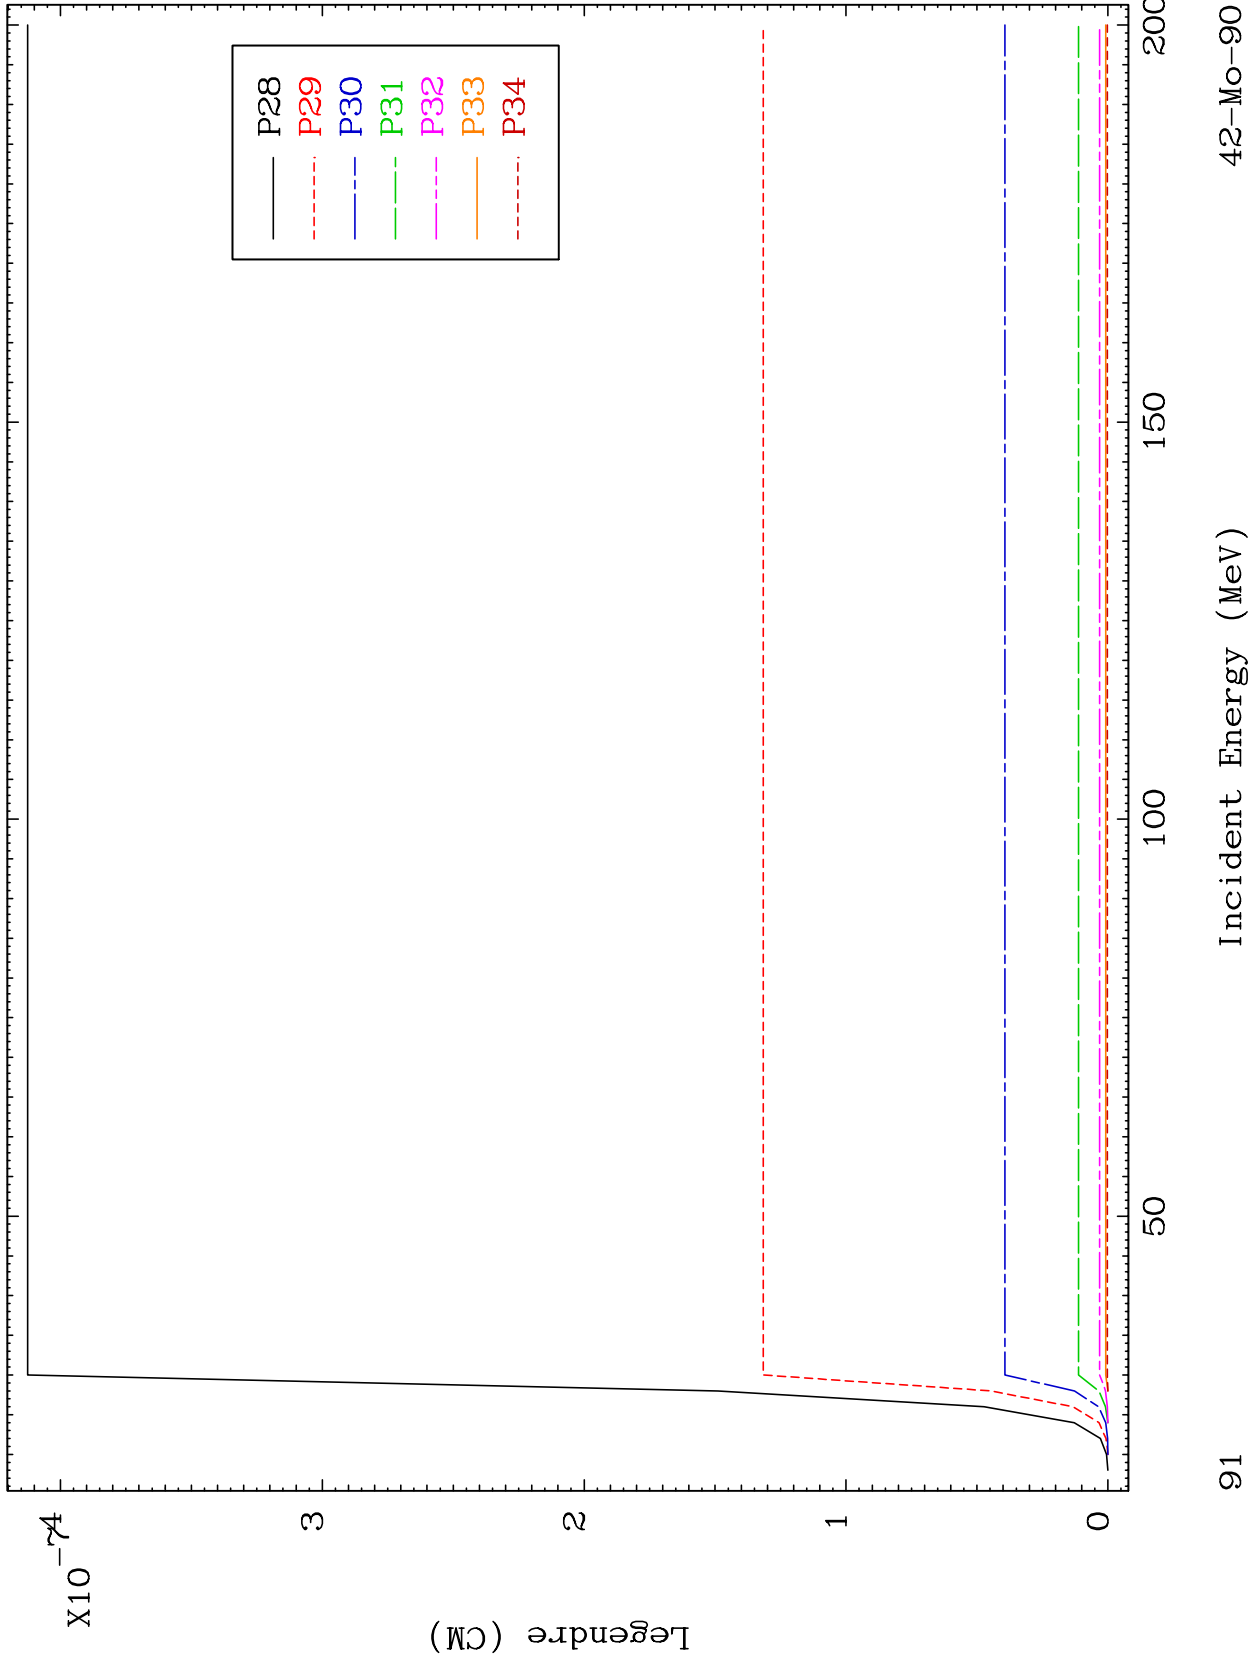 X10-7
4
3
2
1
0
Legendre (CM)
P28
P29
P30
P31
P32
P33
P34
50
100
150
200
Incident Energy (MeV)
91
42-Mo-90